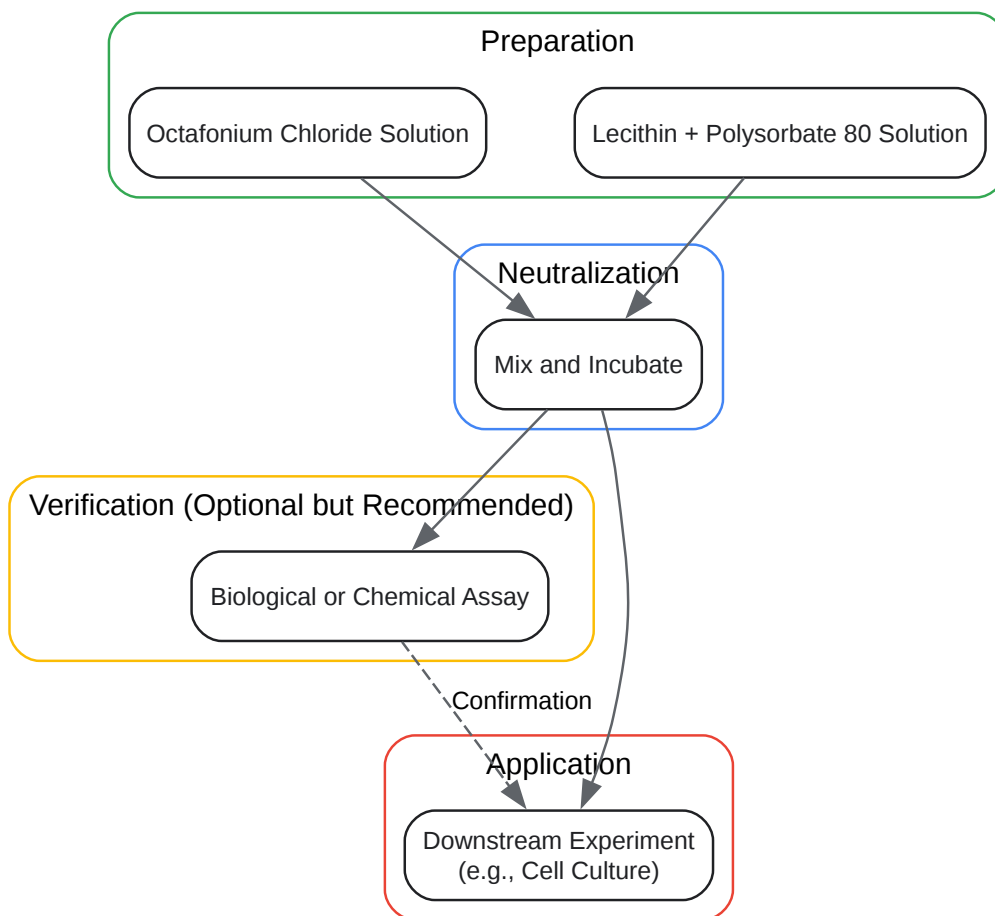 Preparation
Octafonium Chloride Solution
Lecithin + Polysorbate 80 Solution
Neutralization
Mix and Incubate
Verification (Optional but Recommended)
Biological or Chemical Assay
Confirmation
Application
Downstream Experiment
(e.g., Cell Culture)